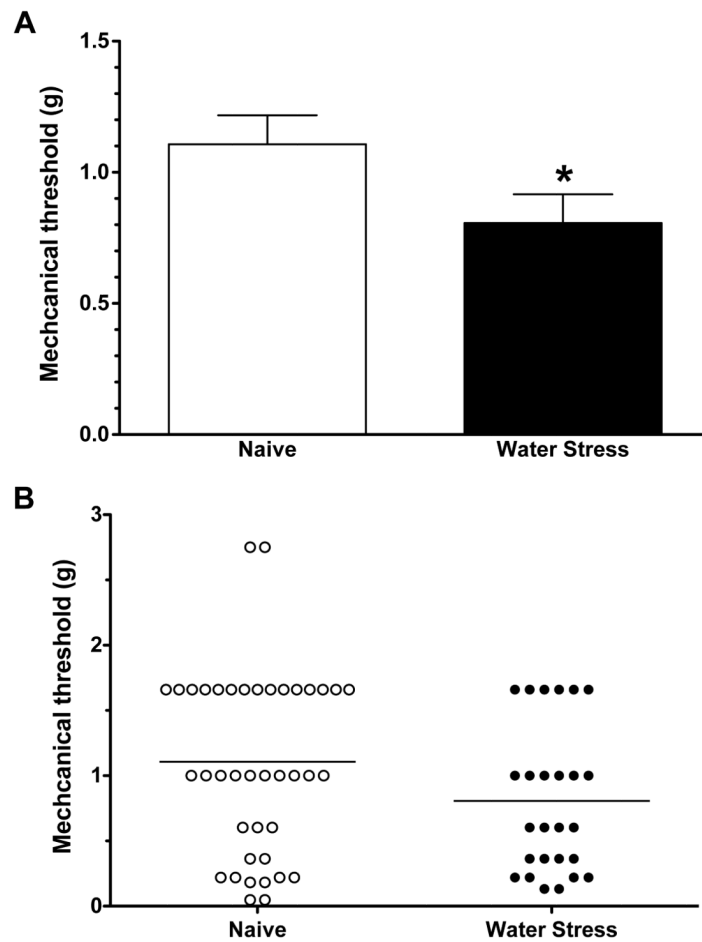 A
Mechcanical threshold (g)
1.5
1.0
0.5
0.0
*
Naive
Water Stress
B
Mechcanical threshold (g)
3
2
1
0
Naive
Water Stress